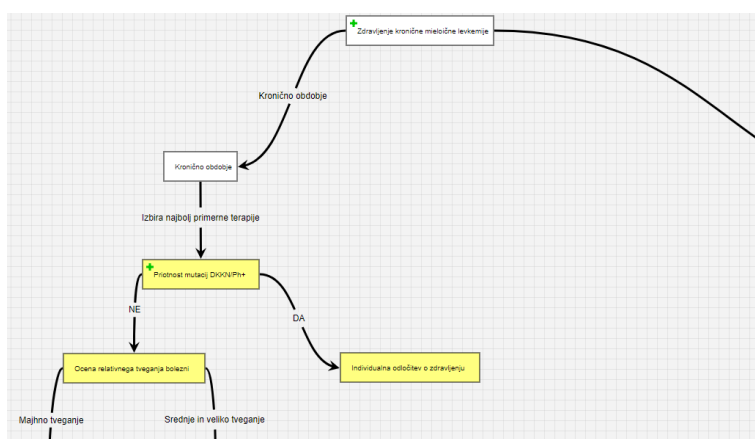 Zdravljenje kronične mieloične levkemije
Kronično obdobje
Kronično obdobje
Izbira najbolj primerne terapije
Priotnost mutacij DKKN/Ph+
NE
DA
Ocena relativnega tveganja bolezni
Individualna odločitev o zdravljenju
Majhno tveganje
Srednje in veliko tveganje